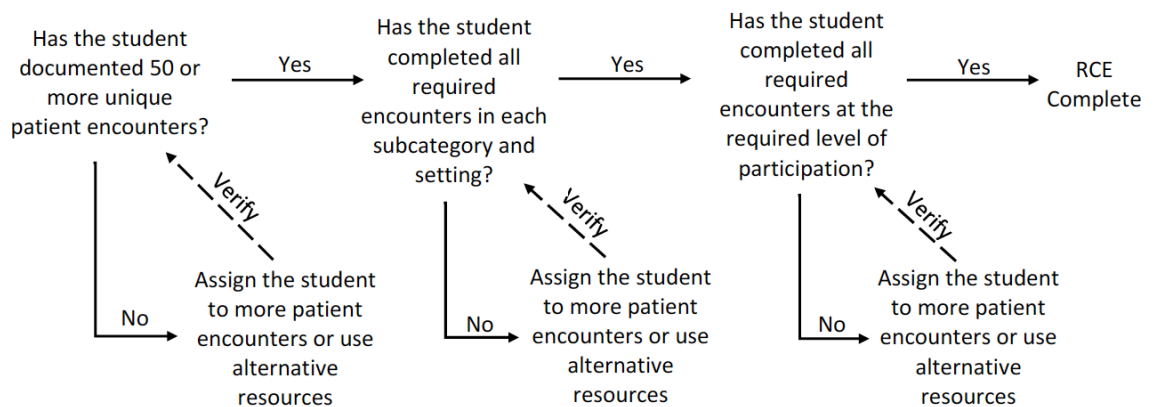 Has the student
documented 50 or
more unique
patient encounters?
Yes
Has the student
completed all
required
encounters in each
subcategory and
setting?
Yes
Has the student
completed all
required
encounters at the
required level of
participation?
Yes
RCE
Complete
Verify
No
Assign the student
to more patient
encounters or use
alternative
resources
Verify
No
Assign the student
to more patient
encounters or use
alternative
resources
Verify
No
Assign the student
to more patient
encounters or use
alternative
resources